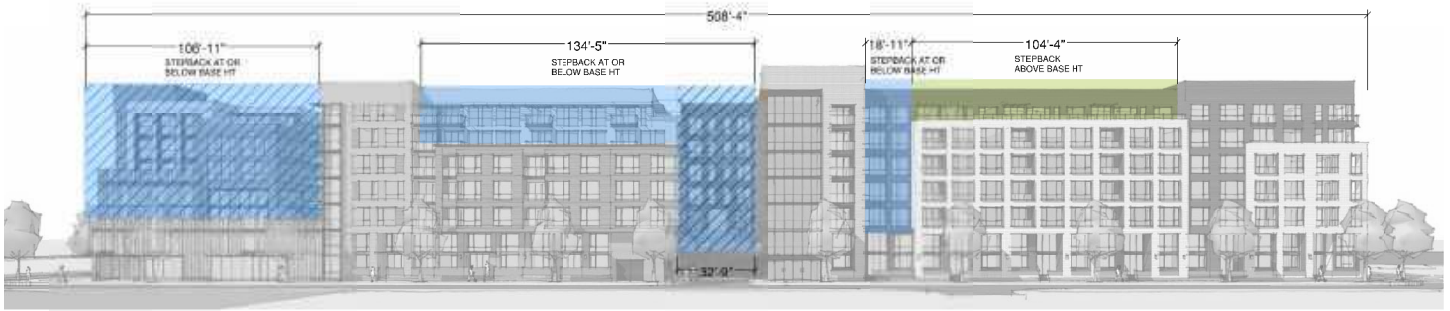 508'-4"
106'-11"
STEPBACK AT OR
BELOW BASE HT
134'-5"
STEPBACK AT OR
BELOW BASE HT
18'-11"
STEPBACK AT OR
BELOW BASE HT
104'-4"
STEPBACK
ABOVE BASE HT
32'-9"